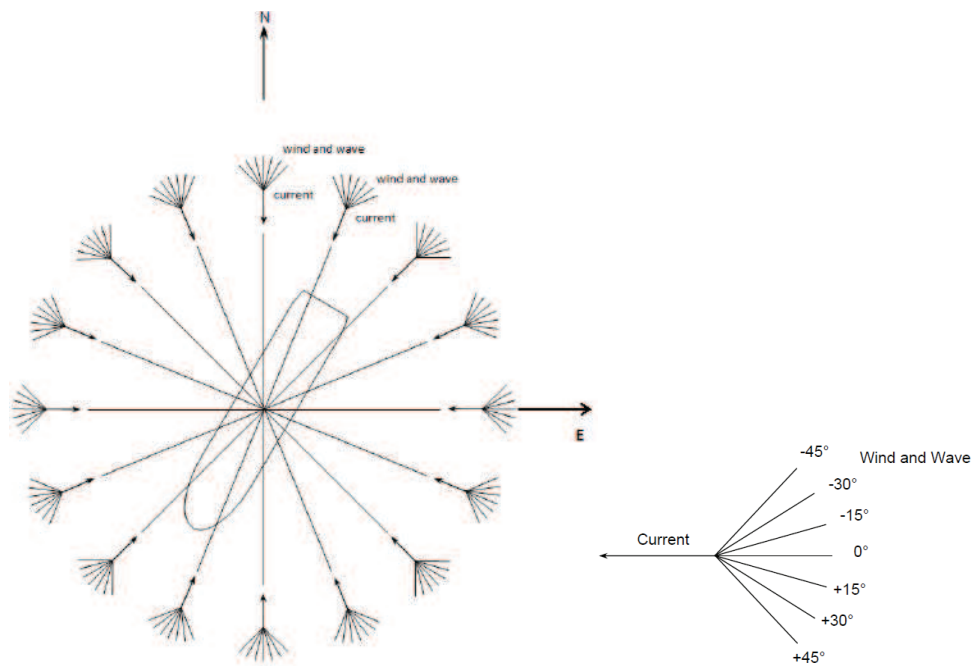 N
wind and wave
wind and wave
current
current
E
-45°
Wind and Wave
-30°
-15°
Current
0°
+15°
+30°
+45°